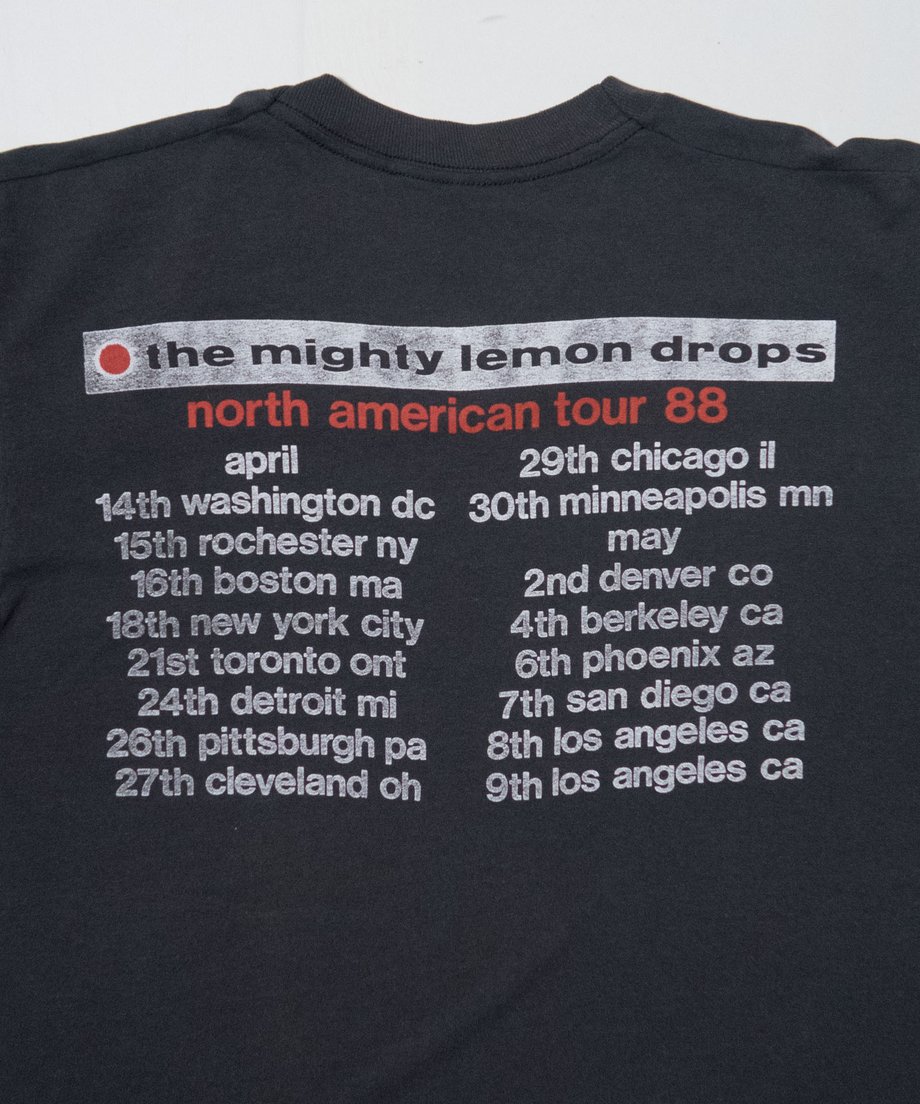 the mighty lemon drops
north american tour 88
april
14th washington dc
15th rochester ny
16th boston ma
18th new york city
21st toronto ont
24th detroit mi
26th pittsburgh pa
27th cleveland oh
29th chicago il
30th minneapolis mn
may
2nd denver co
4th berkeley ca
6th phoenix az
7th san diego ca
8th los angeles ca
9th los angeles ca